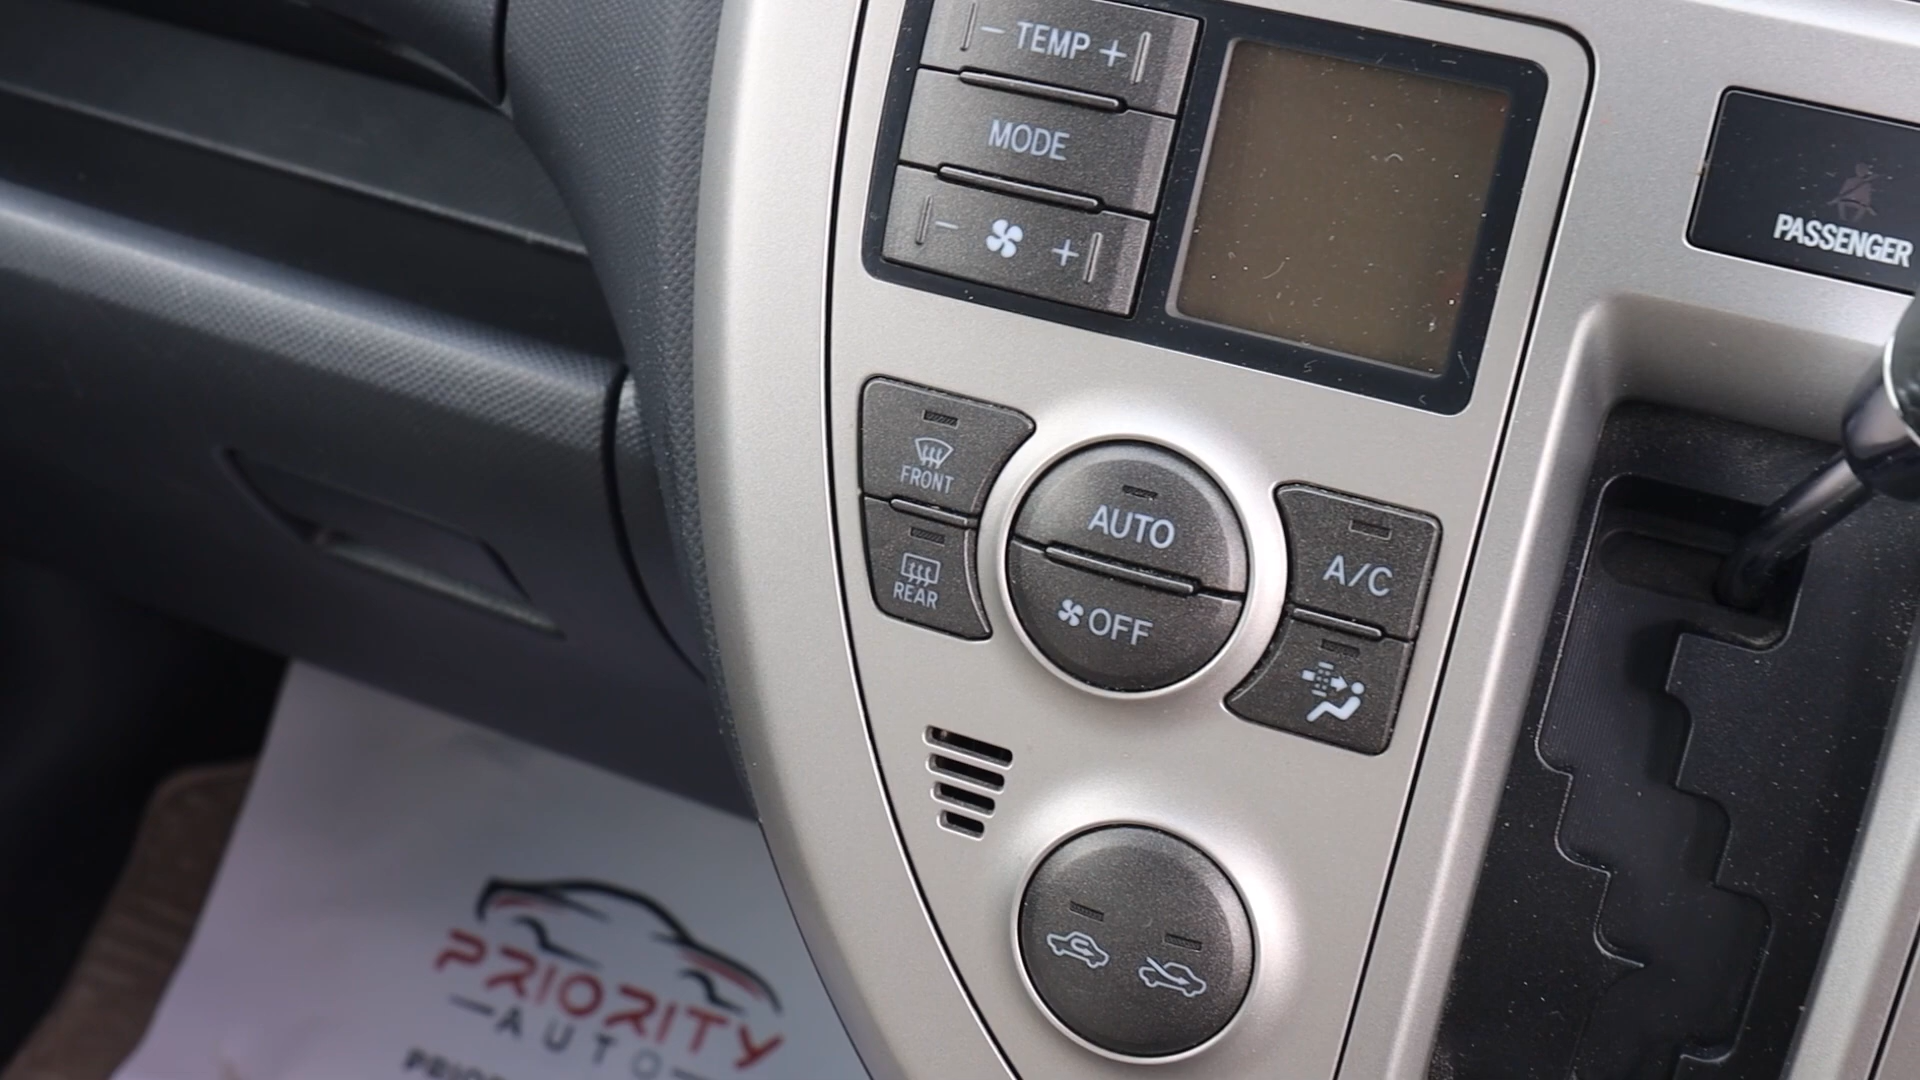 - TEMP +
MODE
- +
PASSENGER
FRONT
REAR
AUTO
OFF
A/C
PRIORITY
AUTO